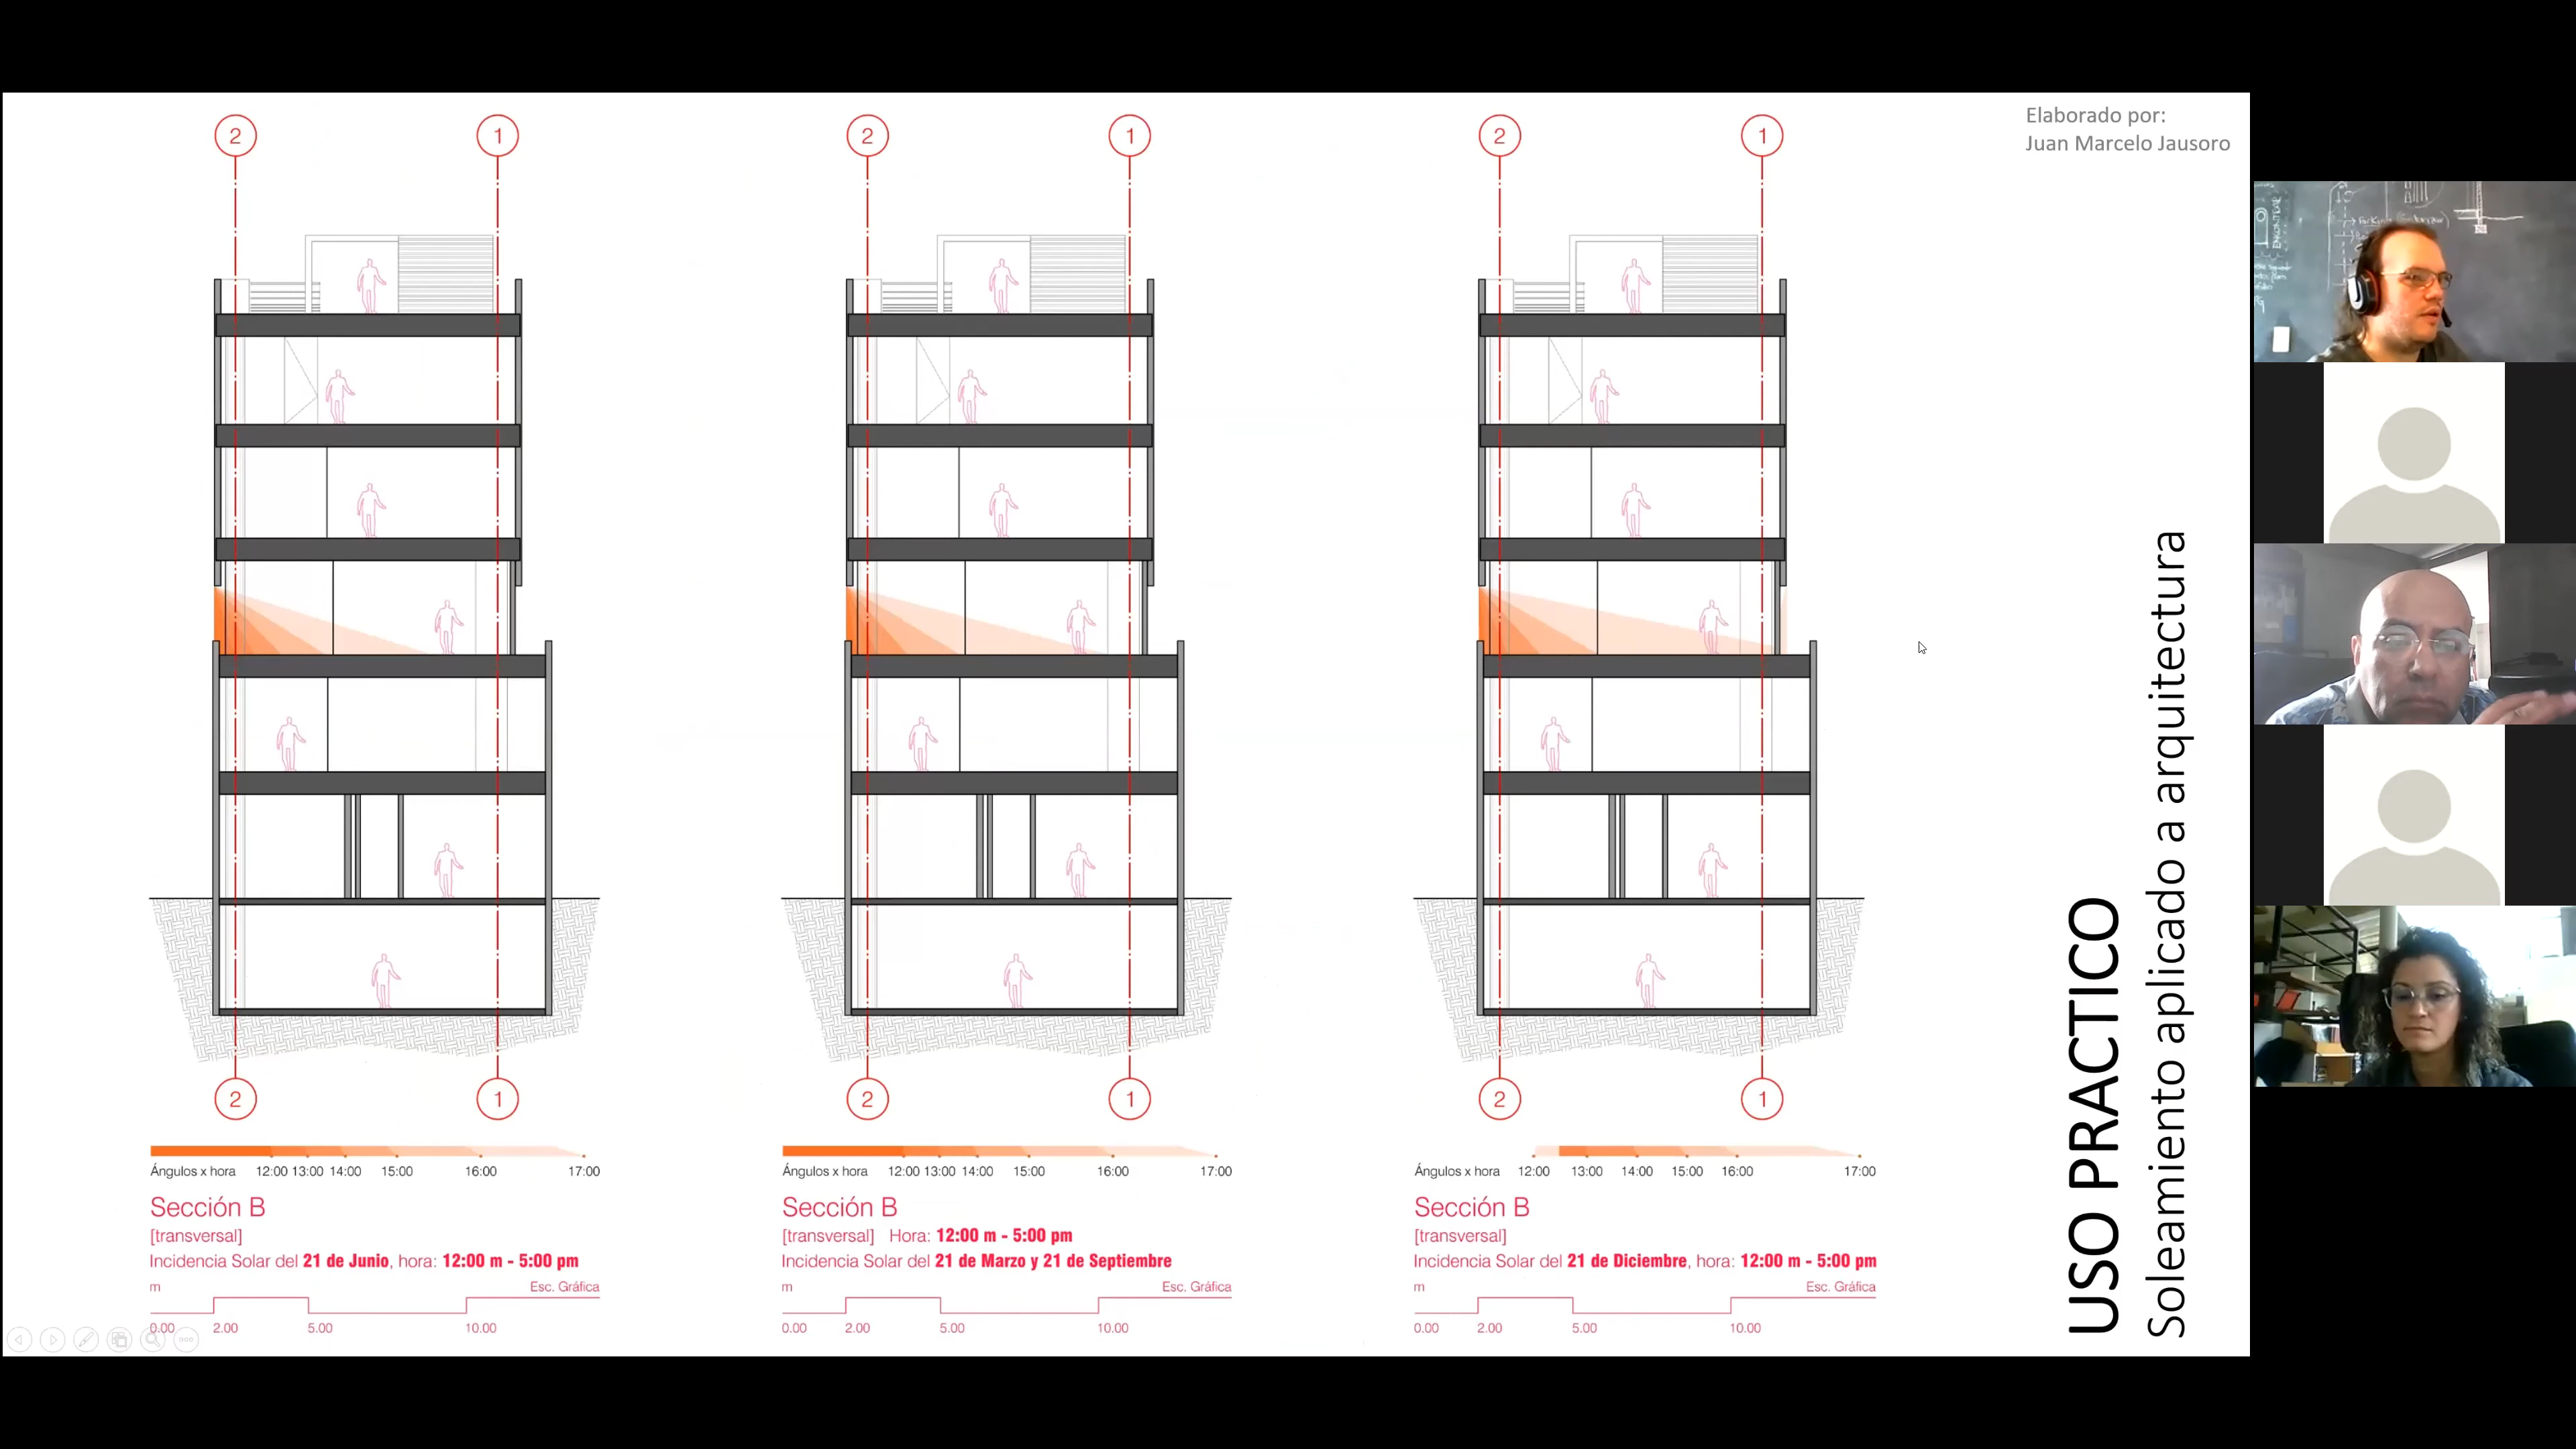 Elaborado por:
Juan Marcelo Jausoro
2
1
2
1
2
1
2
1
2
1
2
1
Ángulos x hora 12:00 13:00 14:00 15:00 16:00 17:00
Sección B
[transversal]
Incidencia Solar del 21 de Junio, hora: 12:00 m - 5:00 pm
m Esc. Gráfica
0.00 2.00 5.00 10.00
Ángulos x hora 12:00 13:00 14:00 15:00 16:00 17:00
Sección B
[transversal] Hora: 12:00 m - 5:00 pm
Incidencia Solar del 21 de Marzo y 21 de Septiembre
m Esc. Gráfica
0.00 2.00 5.00 10.00
Ángulos x hora 12:00 13:00 14:00 15:00 16:00 17:00
Sección B
[transversal]
Incidencia Solar del 21 de Diciembre, hora: 12:00 m - 5:00 pm
m Esc. Gráfica
0.00 2.00 5.00 10.00
USO PRACTICO
Soleamiento aplicado a arquitectura